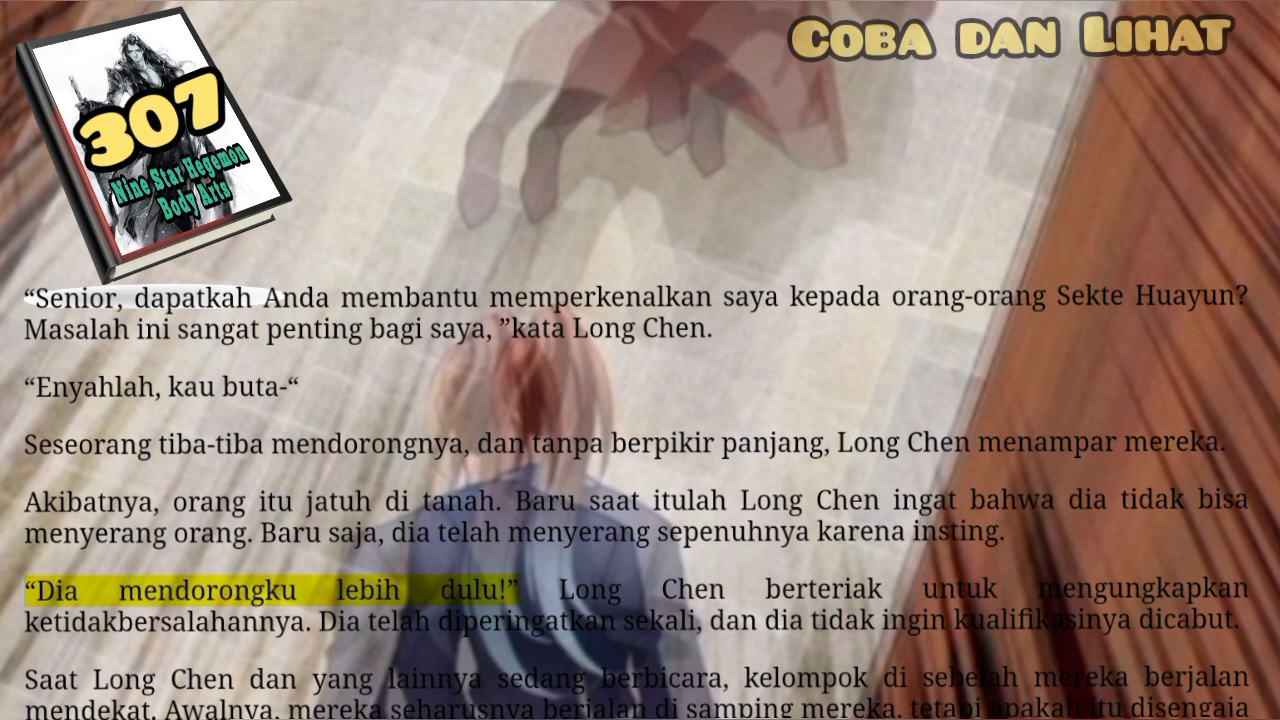 Coba dan Lihat
307
Nine Star Hegemon
Body Arts
“Senior, dapatkah Anda membantu memperkenalkan saya kepada orang-orang Sekte Huayun?
Masalah ini sangat penting bagi saya, ”kata Long Chen.
“Enyahlah, kau buta-“
Seseorang tiba-tiba mendorongnya, dan tanpa berpikir panjang, Long Chen menampar mereka.
Akibatnya, orang itu jatuh di tanah. Baru saat itulah Long Chen ingat bahwa dia tidak bisa
menyerang orang. Baru saja, dia telah menyerang sepenuhnya karena insting.
“Dia mendorongku lebih dulu!” Long Chen berteriak untuk mengungkapkan
ketidakbersalahannya. Dia telah diperingatkan sekali, dan dia tidak ingin kualifikasinya dicabut.
Saat Long Chen dan yang lainnya sedang berbicara, kelompok di sebelah mereka berjalan
mendekat. Awalnya, mereka seharusnya berjalan di samping mereka, tetapi apakah itu disengaja